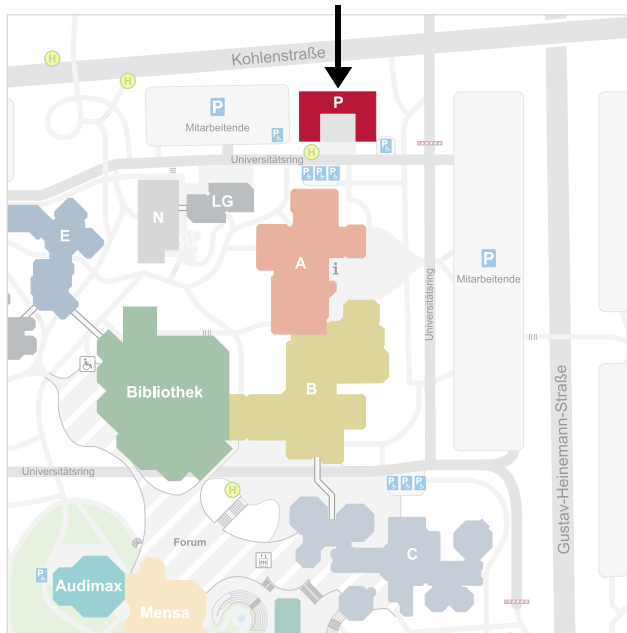 Kohlenstraße
H
H
P
Mitarbeitende
P
P
H
P
Universitätsring
P P P
LG
N
E
A
i
P
Mitarbeitende
Universitätsring
Bibliothek
B
Gustav-Heinemann-Straße
Universitätsring
H
P P P
Forum
C
P
Audimax
Mensa